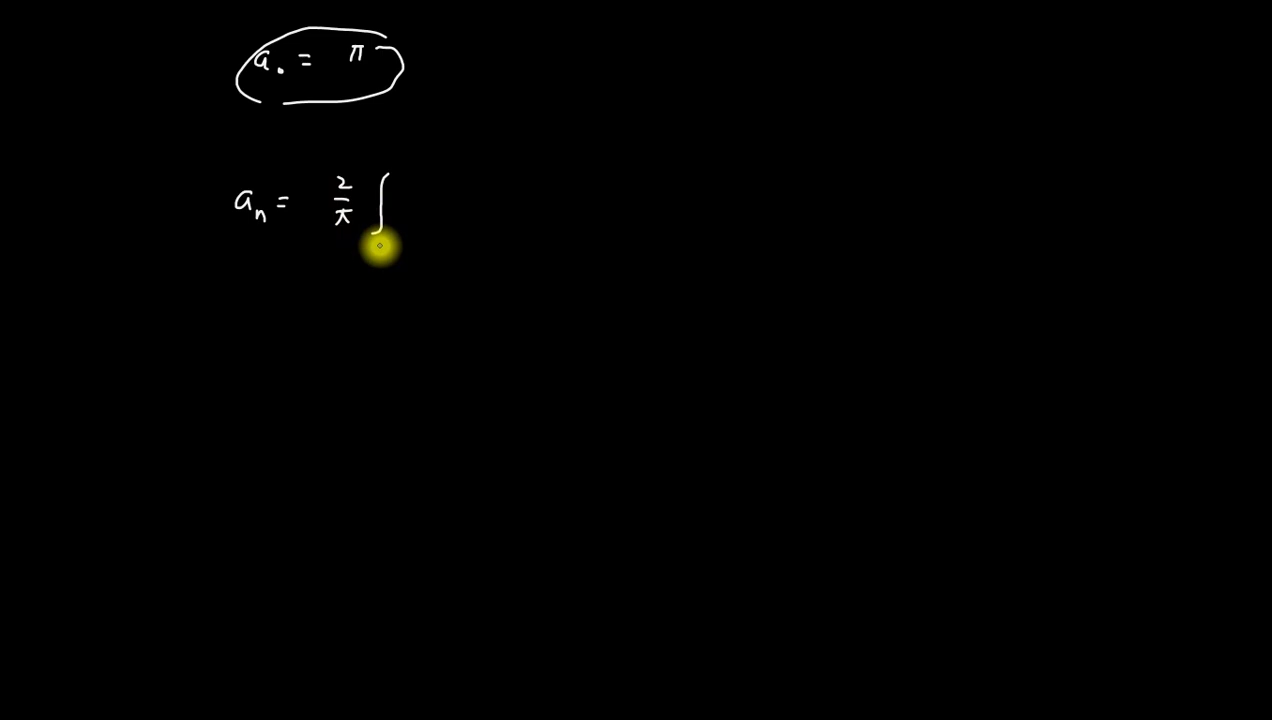 a₀ = π
aₙ = 2/π ∫